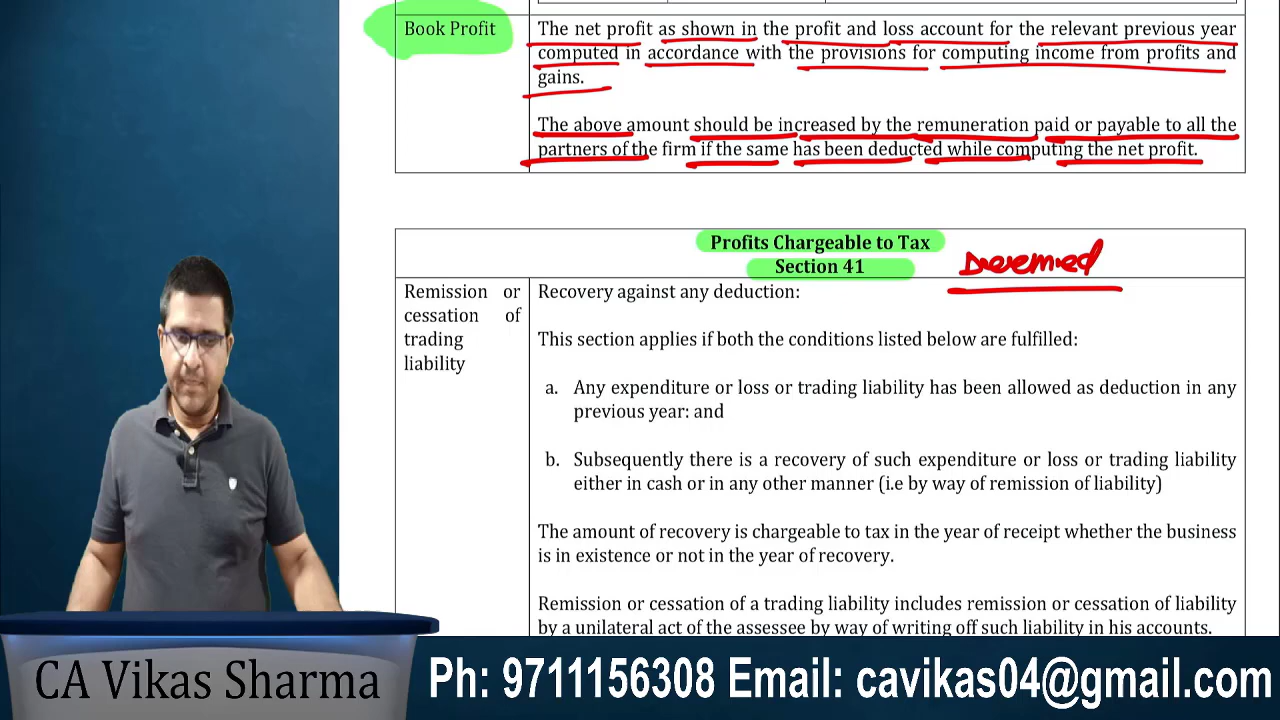 Book Profit
The net profit as shown in the profit and loss account for the relevant previous year
computed in accordance with the provisions for computing income from profits and
gains.
The above amount should be increased by the remuneration paid or payable to all the
partners of the firm if the same has been deducted while computing the net profit.
Profits Chargeable to Tax
Section 41
Remission or
cessation of
trading
liability
Recovery against any deduction:
This section applies if both the conditions listed below are fulfilled:
a. Any expenditure or loss or trading liability has been allowed as deduction in any
previous year: and
b. Subsequently there is a recovery of such expenditure or loss or trading liability
either in cash or in any other manner (i.e by way of remission of liability)
The amount of recovery is chargeable to tax in the year of receipt whether the business
is in existence or not in the year of recovery.
Remission or cessation of a trading liability includes remission or cessation of liability
by a unilateral act of the assessee by way of writing off such liability in his accounts.
CA Vikas Sharma
Ph: 9711156308 Email: cavikas04@gmail.com